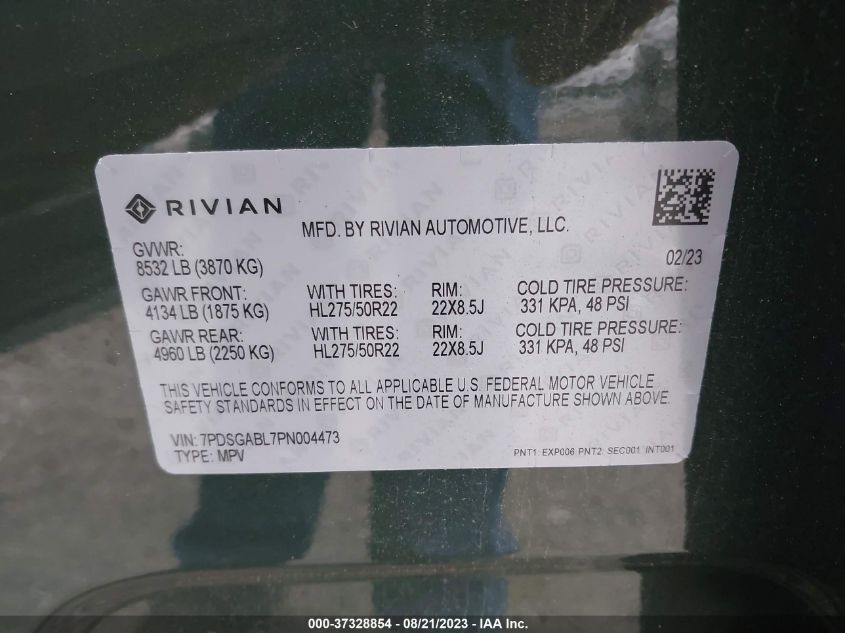 RIVIAN
MFD. BY RIVIAN AUTOMOTIVE, LLC.
GVWR:
8532 LB (3870 KG)
02/23
GAWR FRONT: WITH TIRES: RIM: COLD TIRE PRESSURE:
4134 LB (1875 KG) HL275/50R22 22X8.5J 331 KPA, 48 PSI
GAWR REAR: WITH TIRES: RIM: COLD TIRE PRESSURE:
4960 LB (2250 KG) HL275/50R22 22X8.5J 331 KPA, 48 PSI
THIS VEHICLE CONFORMS TO ALL APPLICABLE U.S. FEDERAL MOTOR VEHICLE
SAFETY STANDARDS IN EFFECT ON THE DATE OF MANUFACTURE SHOWN ABOVE.
VIN: 7PDSGABL7PN004473
TYPE: MPV
PNT1: EXP006 PNT2: SEC001 INT001
000-37328854 - 08/21/2023 - IAA Inc.